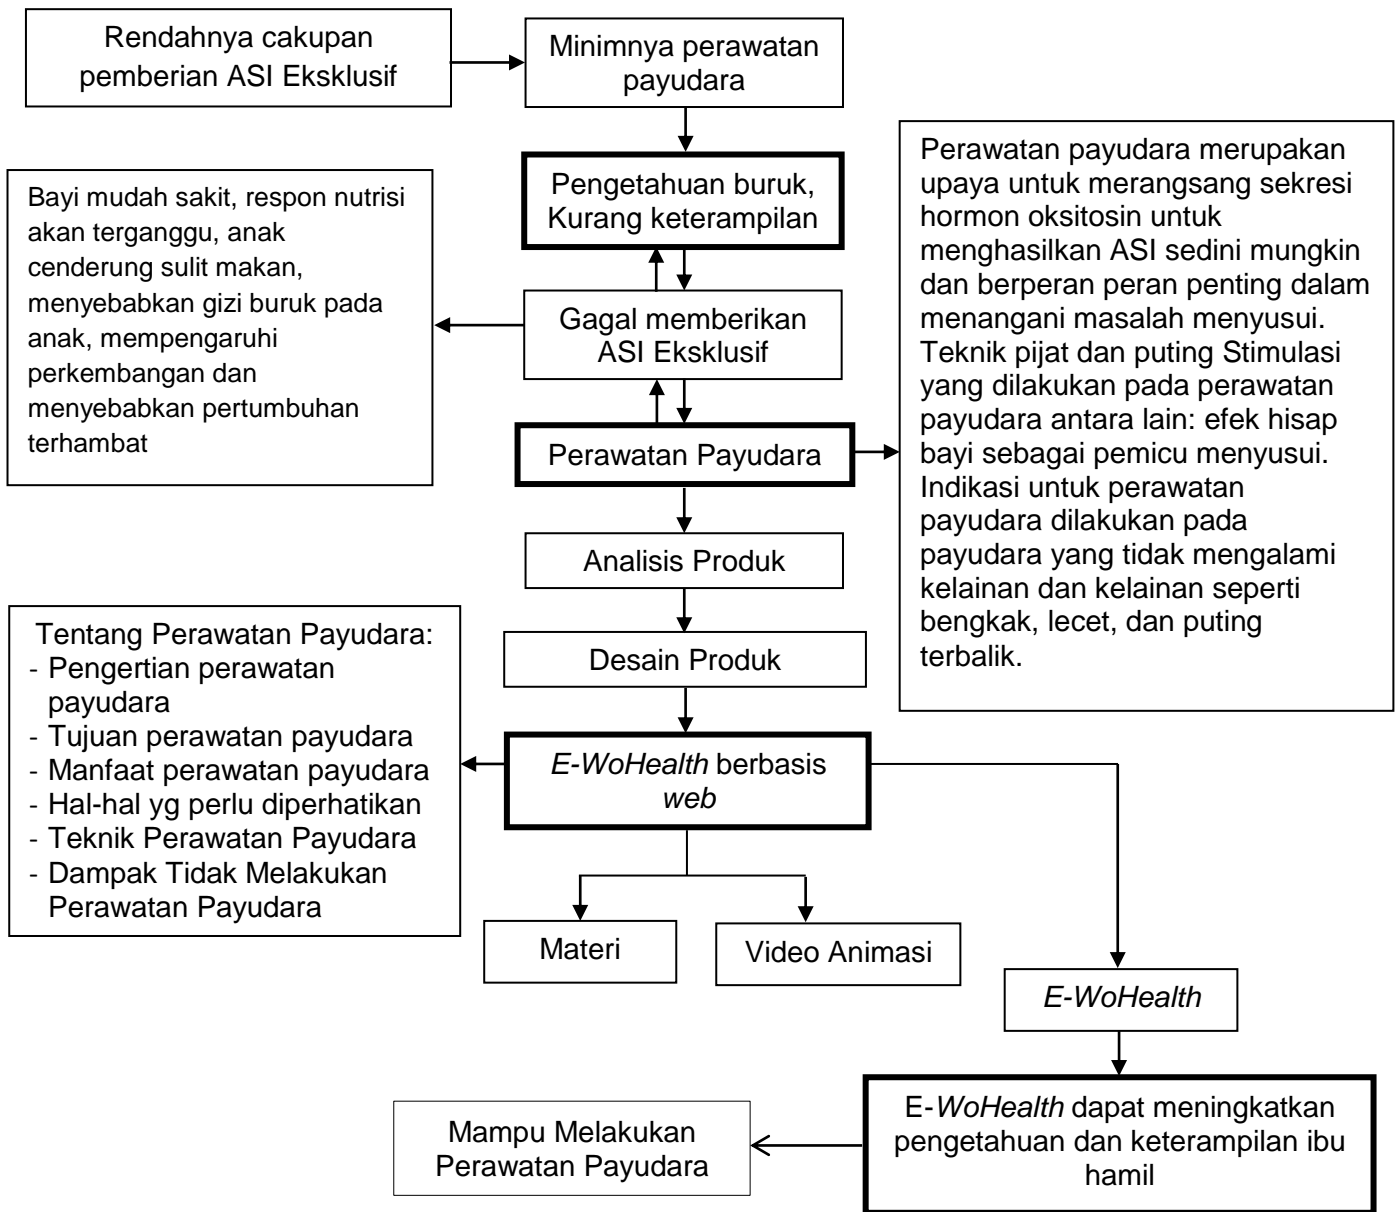 Rendahnya cakupan
pemberian ASI Eksklusif
Minimnya perawatan
payudara
Pengetahuan buruk,
Kurang keterampilan
Bayi mudah sakit, respon nutrisi
akan terganggu, anak
cenderung sulit makan,
menyebabkan gizi buruk pada
anak, mempengaruhi
perkembangan dan
menyebabkan pertumbuhan
terhambat
Gagal memberikan
ASI Eksklusif
Perawatan Payudara
Perawatan payudara merupakan
upaya untuk merangsang sekresi
hormon oksitosin untuk
menghasilkan ASI sedini mungkin
dan berperan peran penting dalam
menangani masalah menyusui.
Teknik pijat dan puting Stimulasi
yang dilakukan pada perawatan
payudara antara lain: efek hisap
bayi sebagai pemicu menyusui.
Indikasi untuk perawatan
payudara dilakukan pada
payudara yang tidak mengalami
kelainan dan kelainan seperti
bengkak, lecet, dan puting
terbalik.
Analisis Produk
Desain Produk
Tentang Perawatan Payudara:
- Pengertian perawatan
payudara
- Tujuan perawatan payudara
- Manfaat perawatan payudara
- Hal-hal yg perlu diperhatikan
- Teknik Perawatan Payudara
- Dampak Tidak Melakukan
Perawatan Payudara
E-WoHealth berbasis
web
Materi
Video Animasi
E-WoHealth
E-WoHealth dapat meningkatkan
pengetahuan dan keterampilan ibu
hamil
Mampu Melakukan
Perawatan Payudara